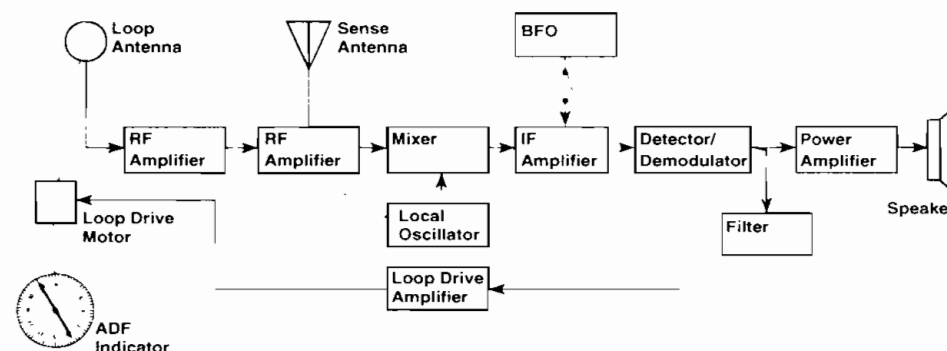 Loop
Antenna
Sense
Antenna
BFO
RF
Amplifier
RF
Amplifier
Mixer
IF
Amplifier
Detector/
Demodulator
Power
Amplifier
Speake
Loop Drive
Motor
Local
Oscillator
Filter
Loop Drive
Amplifier
ADF
Indicator